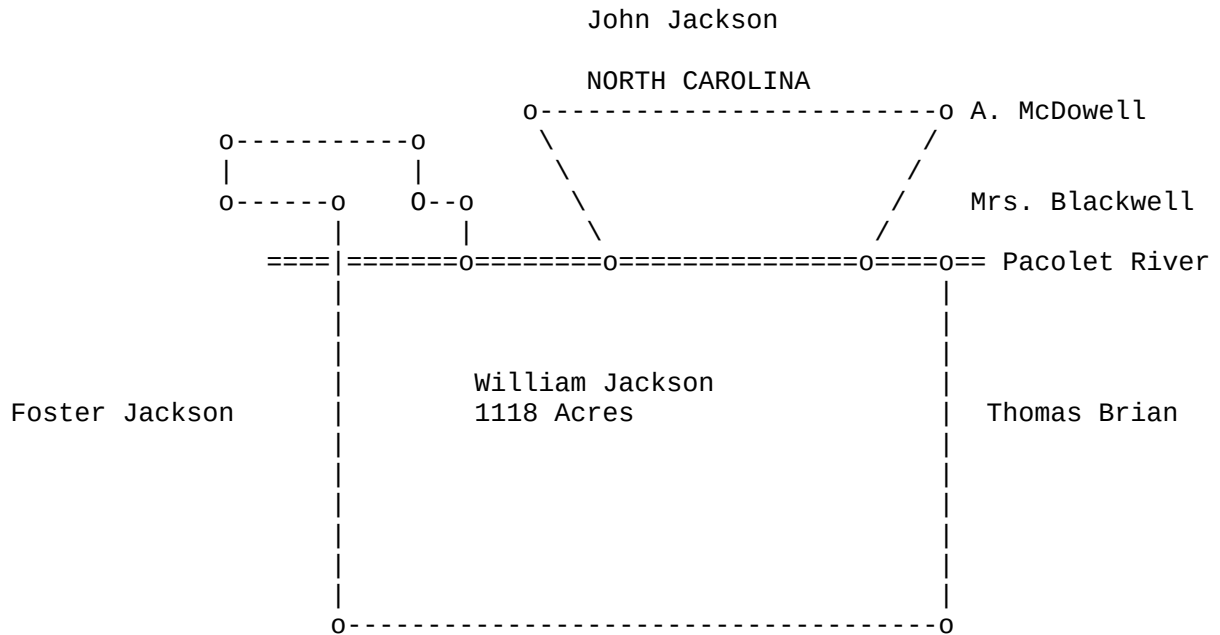 John Jackson
NORTH CAROLINA
A. McDowell
Mrs. Blackwell
Pacolet River
William Jackson
Foster Jackson 1118 Acres Thomas Brian